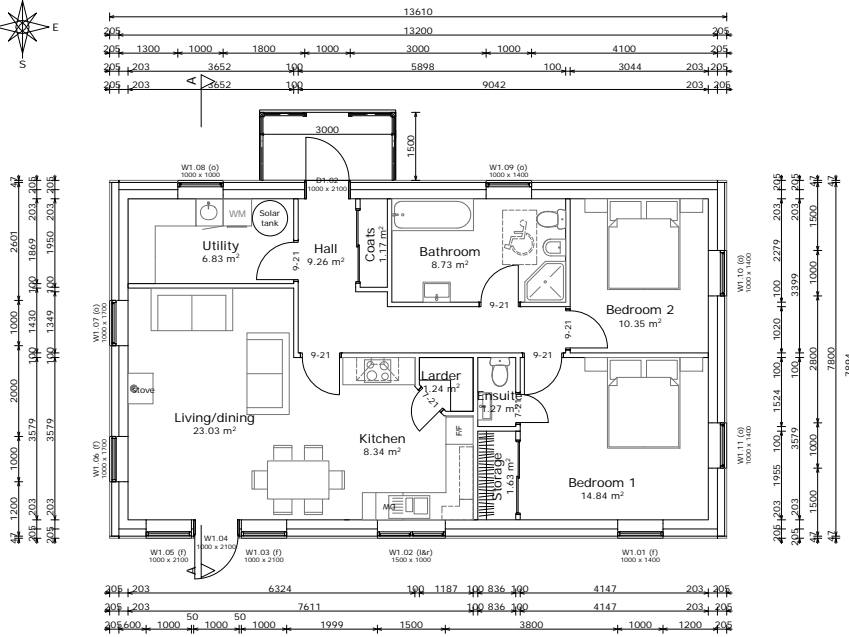 13610
E
205 13200 205
205 1300 1000 1800 1000 3000 1000 4100 205
S
205 203 3652 100 5898 100 3044 203 205
205 203 3652 100 9042 203 205
A
3000
1500
W1.08 (o)
1000 x 1000
D1.02
1000 x 2100
W1.09 (o)
1000 x 1400
WM
Solar
tank
Utility
6.83 m²
9-21
Hall
9.26 m²
Coats
1.17 m²
Bathroom
8.73 m²
9-21
Bedroom 2
10.35 m²
9-21
W1.10 (o)
1000 x 1400
W1.07 (o)
1000 x 1700
9-21
9-21
Stove
Living/dining
23.03 m²
Kitchen
8.34 m²
Larder
1.24 m²
7-21
F/F
DW
Ensuite
1.27 m²
7-21
Storage
1.63 m²
Bedroom 1
14.84 m²
W1.06 (f)
1000 x 1700
W1.11 (o)
1000 x 1400
47 2601 1000 2000 1000 1200 47
205 203 1869 100 1430 100 3579 203 205
205 203 1950 100 1349 100 3579 203 205
205 203 2279 100 1020 100 1524 100 1955 203 205
205 203 3399 100 3579 203 205
47 1500 1000 2800 1000 1500 47
47 7800 47
7894
W1.05 (f)
1000 x 2100
W1.04
1000 x 2100
W1.03 (f)
1000 x 2100
W1.02 (l&r)
1500 x 1000
W1.01 (f)
1000 x 1400
A
205 203 6324 100 1187 100 836 100 4147 203 205
205 203 7611 100 836 100 4147 203 205
50 50
205 600 1000 1000 1000 1999 1500 3800 1000 1200 205